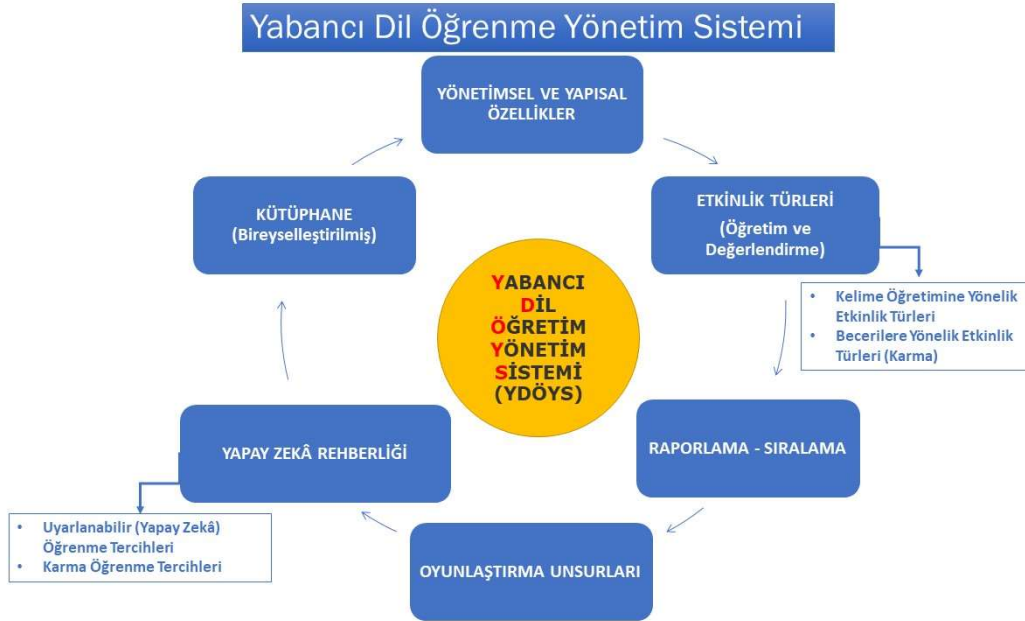 Yabancı Dil Öğrenme Yönetim Sistemi
YÖNETİMSEL VE YAPISAL
ÖZELLİKLER
ETKİNLİK TÜRLERİ
(Öğretim ve
Değerlendirme)
• Kelime Öğretimine Yönelik
Etkinlik Türleri
• Becerilere Yönelik Etkinlik
Türleri (Karma)
RAPORLAMA - SIRALAMA
OYUNLAŞTIRMA UNSURLARI
YAPAY ZEKÂ REHBERLİĞİ
• Uyarlanabilir (Yapay Zekâ)
Öğrenme Tercihleri
• Karma Öğrenme Tercihleri
KÜTÜPHANE
(Bireyselleştirilmiş)
YABANCI
DİL
ÖĞRETİM
YÖNETİM
SİSTEMİ
(YDÖYS)